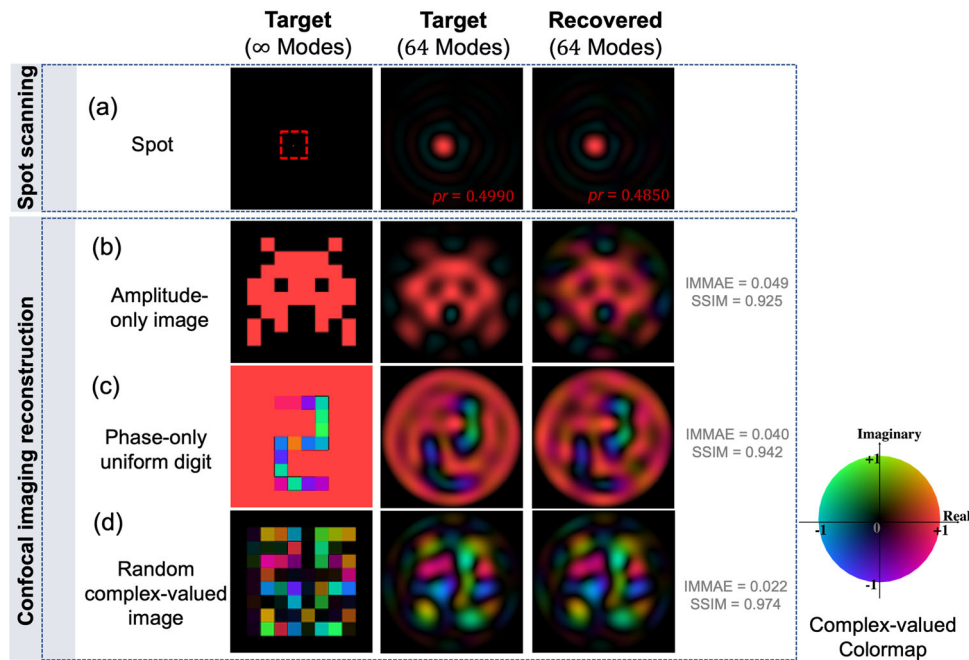 Target
(∞ Modes)
Target
(64 Modes)
Recovered
(64 Modes)
Spot scanning
(a)
Spot
pr = 0.4990
pr = 0.4850
Confocal imaging reconstruction
(b)
Amplitude-
only image
IMMAE = 0.049
SSIM = 0.925
(c)
Phase-only
uniform digit
IMMAE = 0.040
SSIM = 0.942
(d)
Random
complex-valued
image
IMMAE = 0.022
SSIM = 0.974
Imaginary
+1
Real
-1
0
+1
-1
Complex-valued
Colormap